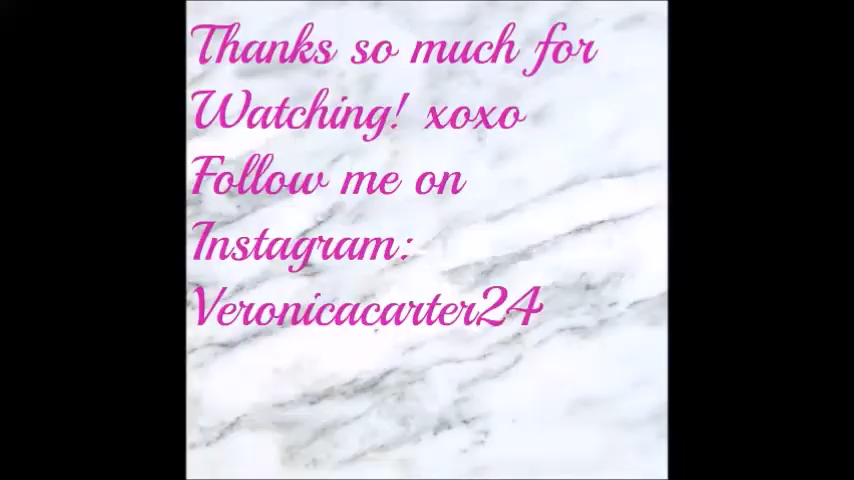 Thanks so much for
Watching! xoxo
Follow me on
Instagram:
Veronicacarter24